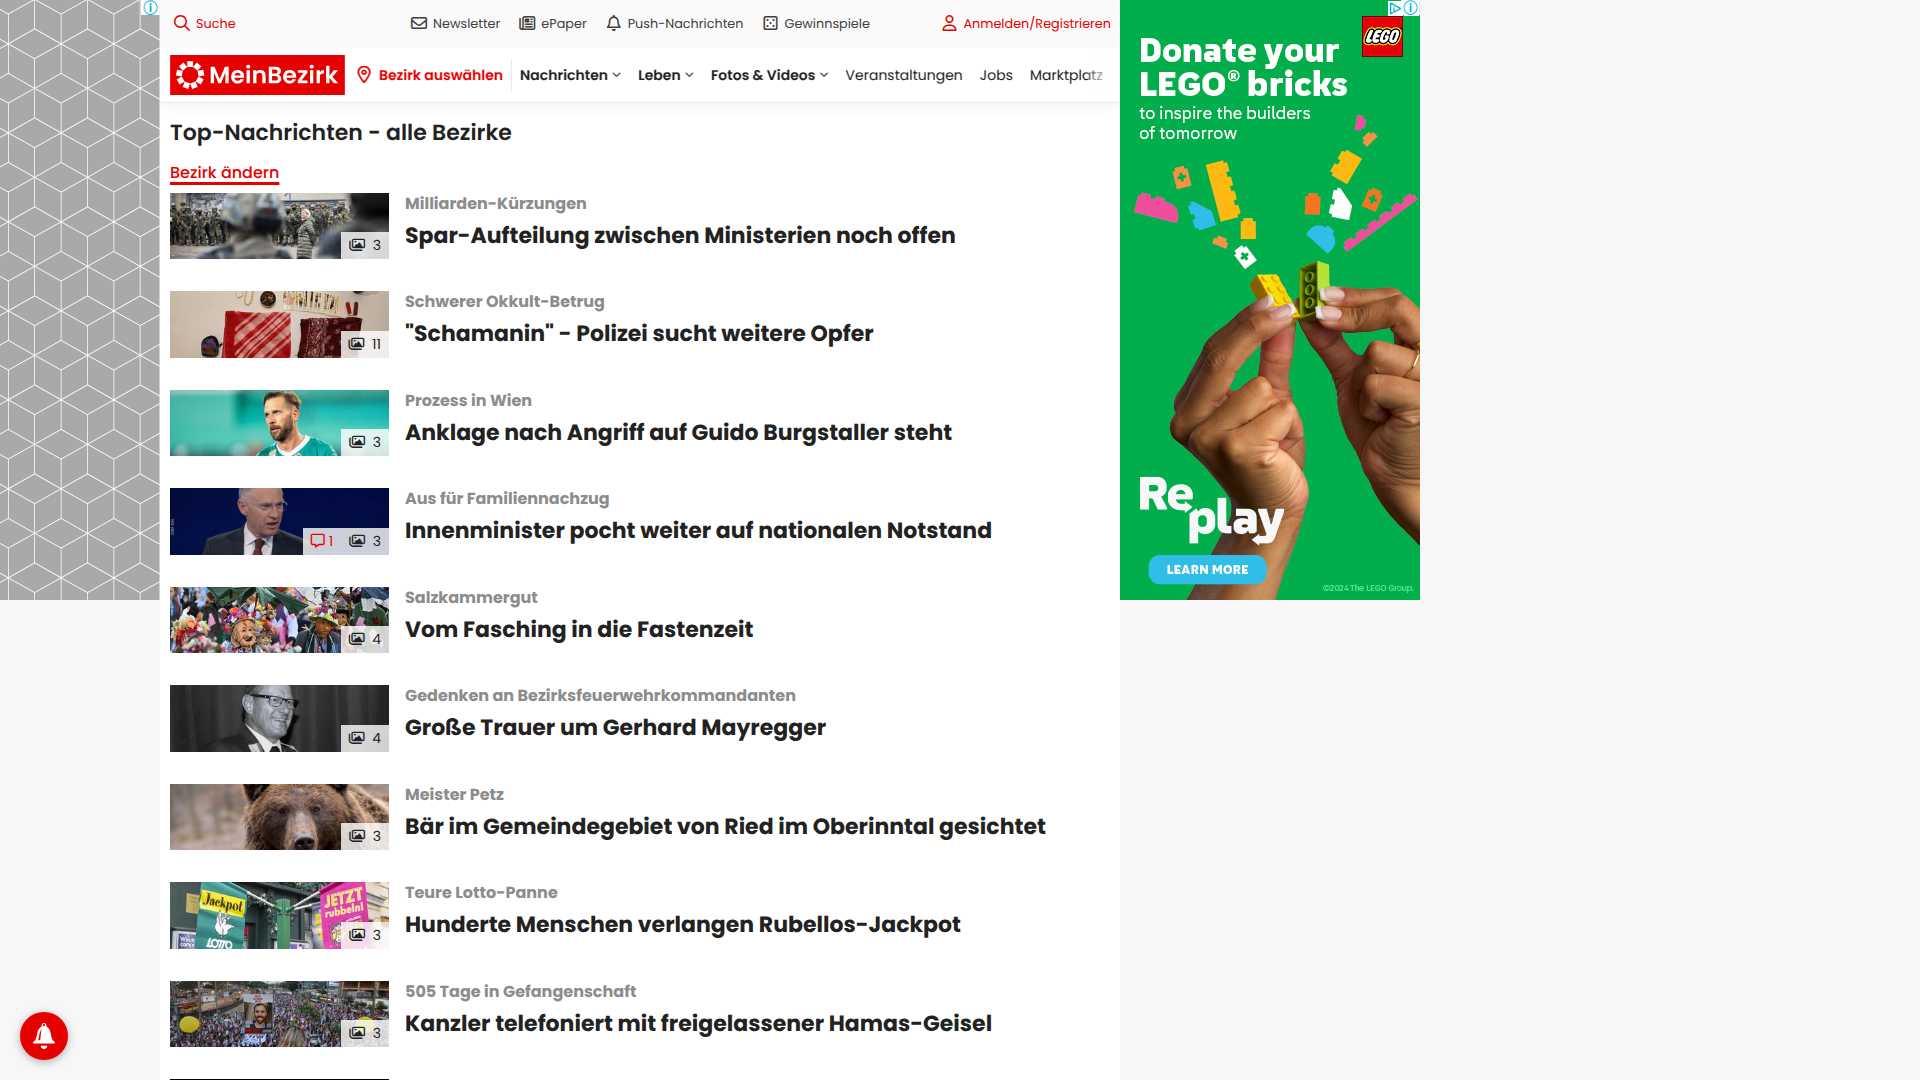 Suche
Newsletter
ePaper
Push-Nachrichten
Gewinnspiele
Anmelden/Registrieren
MeinBezirk
Bezirk auswählen
Nachrichten
Leben
Fotos & Videos
Veranstaltungen
Jobs
Marktplatz
Top-Nachrichten - alle Bezirke
Bezirk ändern
3
Milliarden-Kürzungen
Spar-Aufteilung zwischen Ministerien noch offen
11
Schwerer Okkult-Betrug
"Schamanin" - Polizei sucht weitere Opfer
3
Prozess in Wien
Anklage nach Angriff auf Guido Burgstaller steht
1 3
Aus für Familiennachzug
Innenminister pocht weiter auf nationalen Notstand
4
Salzkammergut
Vom Fasching in die Fastenzeit
4
Gedenken an Bezirksfeuerwehrkommandanten
Große Trauer um Gerhard Mayregger
3
Meister Petz
Bär im Gemeindegebiet von Ried im Oberinntal gesichtet
Jackpot
LOTTO
JETZT
rubbeln!
3
Teure Lotto-Panne
Hunderte Menschen verlangen Rubellos-Jackpot
3
505 Tage in Gefangenschaft
Kanzler telefoniert mit freigelassener Hamas-Geisel
LEGO
Donate your
LEGO® bricks
to inspire the builders
of tomorrow
Re
play
LEARN MORE
©2024 The LEGO Group.